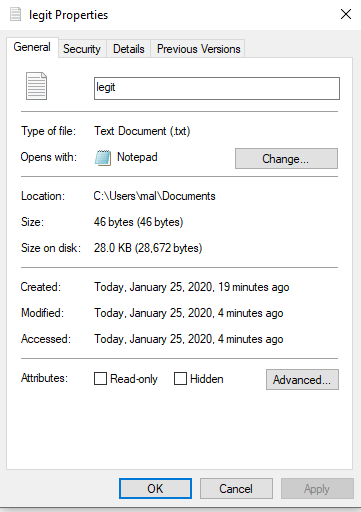 legit Properties
General Security Details Previous Versions
legit
Type of file: Text Document (.txt)
Opens with: Notepad Change...
Location: C:\Users\mal\Documents
Size: 46 bytes (46 bytes)
Size on disk: 28.0 KB (28,672 bytes)
Created: Today, January 25, 2020, 19 minutes ago
Modified: Today, January 25, 2020, 4 minutes ago
Accessed: Today, January 25, 2020, 4 minutes ago
Attributes: Read-only Hidden Advanced...
OK Cancel Apply